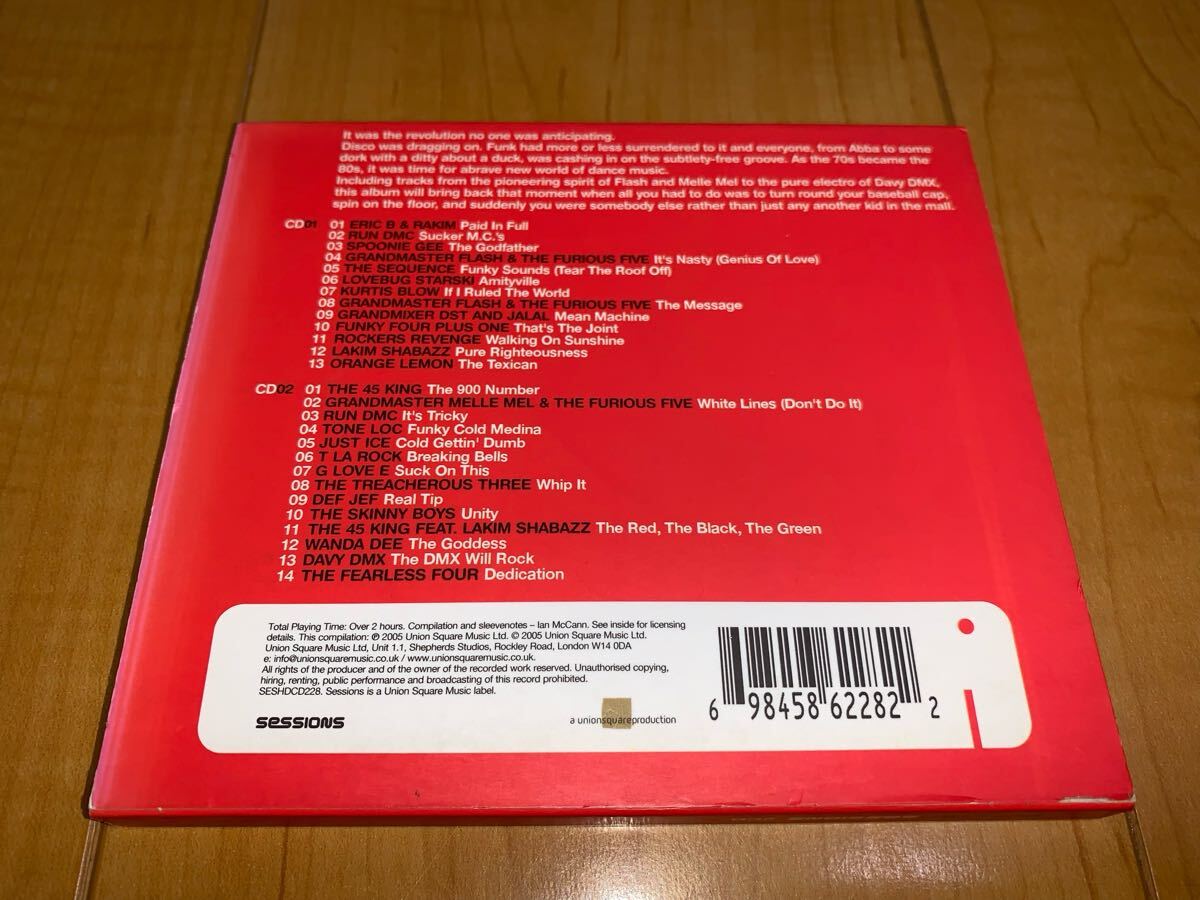 It was the revolution no one was anticipating.
Disco was dragging on. Funk had more or less surrendered to it and everyone, from Abba to some
dork with a ditty about a duck, was cashing in on the subtlety-free groove. As the 70s became the
80s, it was time for abrave new world of dance music.
Including tracks from the pioneering spirit of Flash and Melle Mel to the pure electro of Davy DMX,
this album will bring back that moment when all you had to do was to turn round your baseball cap,
spin on the floor, and suddenly you were somebody else rather than just any another kid in the mall.
CD01 01 ERIC B & RAKIM Paid In Full
02 RUN DMC Sucker M.C.'s
03 SPOONIE GEE The Godfather
04 GRANDMASTER FLASH & THE FURIOUS FIVE It's Nasty (Genius Of Love)
05 THE SEQUENCE Funky Sounds (Tear The Roof Off)
06 LOVEBUG STARSKI Amityville
07 KURTIS BLOW If I Ruled The World
08 GRANDMASTER FLASH & THE FURIOUS FIVE The Message
09 GRANDMIXER DST AND JALAL Mean Machine
10 FUNKY FOUR PLUS ONE That's The Joint
11 ROCKERS REVENGE Walking On Sunshine
12 LAKIM SHABAZZ Pure Righteousness
13 ORANGE LEMON The Texican
CD02 01 THE 45 KING The 900 Number
02 GRANDMASTER MELLE MEL & THE FURIOUS FIVE White Lines (Don't Do It)
03 RUN DMC It's Tricky
04 TONE LOC Funky Cold Medina
05 JUST ICE Cold Gettin' Dumb
06 T LA ROCK Breaking Bells
07 G LOVE E Suck On This
08 THE TREACHEROUS THREE Whip It
09 DEF JEF Real Tip
10 THE SKINNY BOYS Unity
11 THE 45 KING FEAT. LAKIM SHABAZZ The Red, The Black, The Green
12 WANDA DEE The Goddess
13 DAVY DMX The DMX Will Rock
14 THE FEARLESS FOUR Dedication
Total Playing Time: Over 2 hours. Compilation and sleevenotes – Ian McCann. See inside for licensing
details. This compilation: ℗ 2005 Union Square Music Ltd. © 2005 Union Square Music Ltd.
Union Square Music Ltd, Unit 1.1, Shepherds Studios, Rockley Road, London W14 0DA
e: info@unionsquaremusic.co.uk / www.unionsquaremusic.co.uk.
All rights of the producer and of the owner of the recorded work reserved. Unauthorised copying,
hiring, renting, public performance and broadcasting of this record prohibited.
SESHDCD228. Sessions is a Union Square Music label.
sessions
a unionsquareproduction
6 98458 62282 2